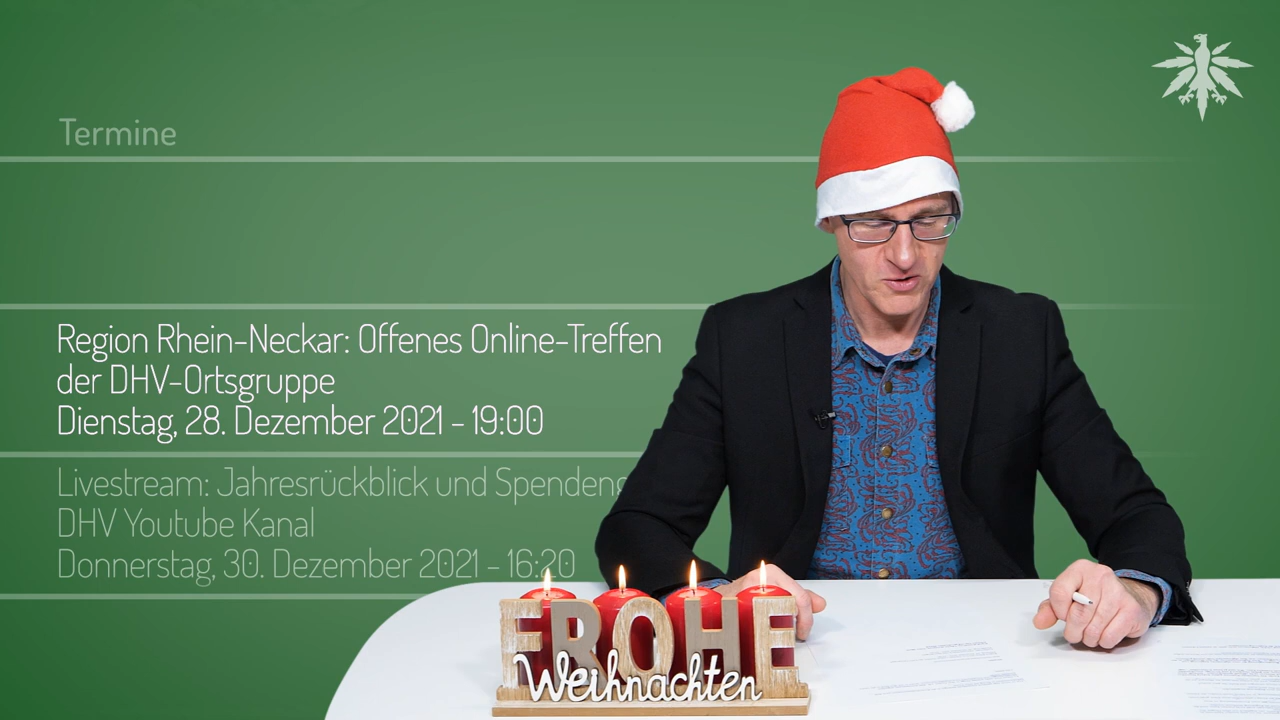 Termine
Region Rhein-Neckar: Offenes Online-Treffen
der DHV-Ortsgruppe
Dienstag, 28. Dezember 2021 - 19:00
Livestream: Jahresrückblick und Spendens
DHV Youtube Kanal
Donnerstag, 30. Dezember 2021 - 16:20
FROHE
Weihnachten